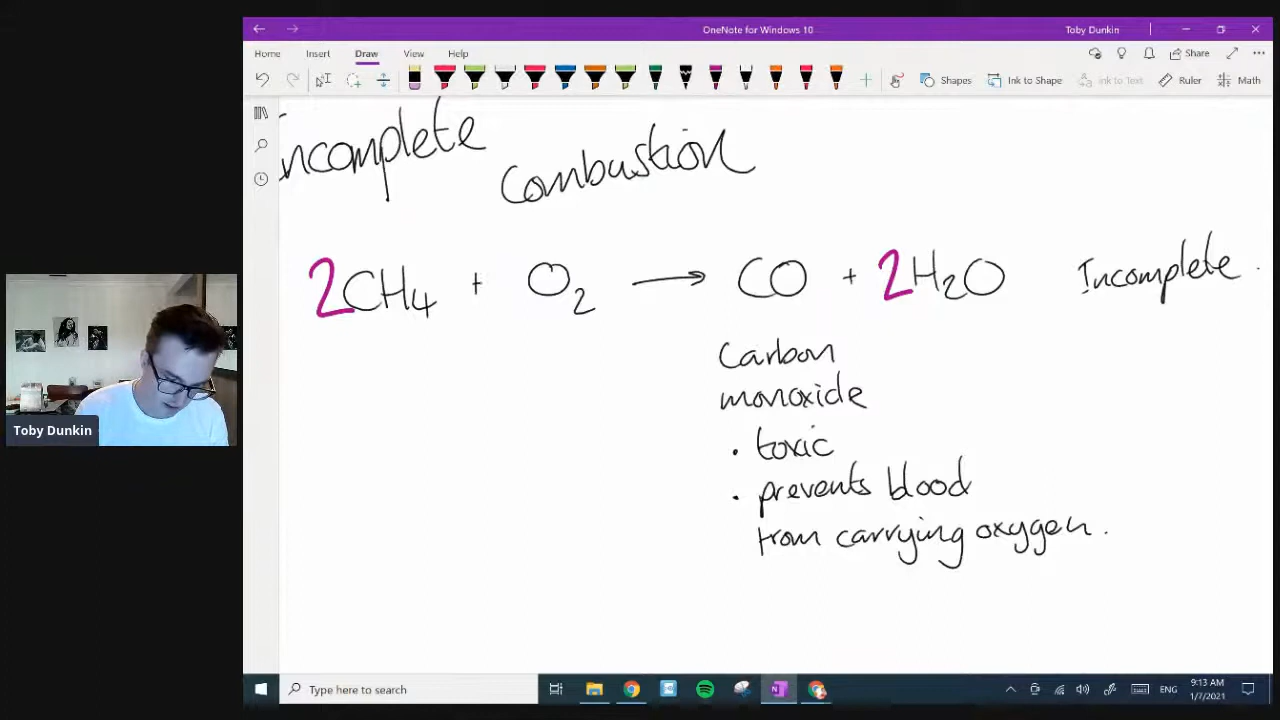 OneNote for Windows 10
Toby Dunkin
Home Insert Draw View Help
Share
Shapes Ink to Shape Ink to Text Ruler Math
Incomplete
Combustion
2CH4 + O2 → CO + 2H2O Incomplete.
Carbon
monoxide
• toxic
• prevents blood
from carrying oxygen.
Toby Dunkin
Type here to search
ENG
9:13 AM
1/7/2021